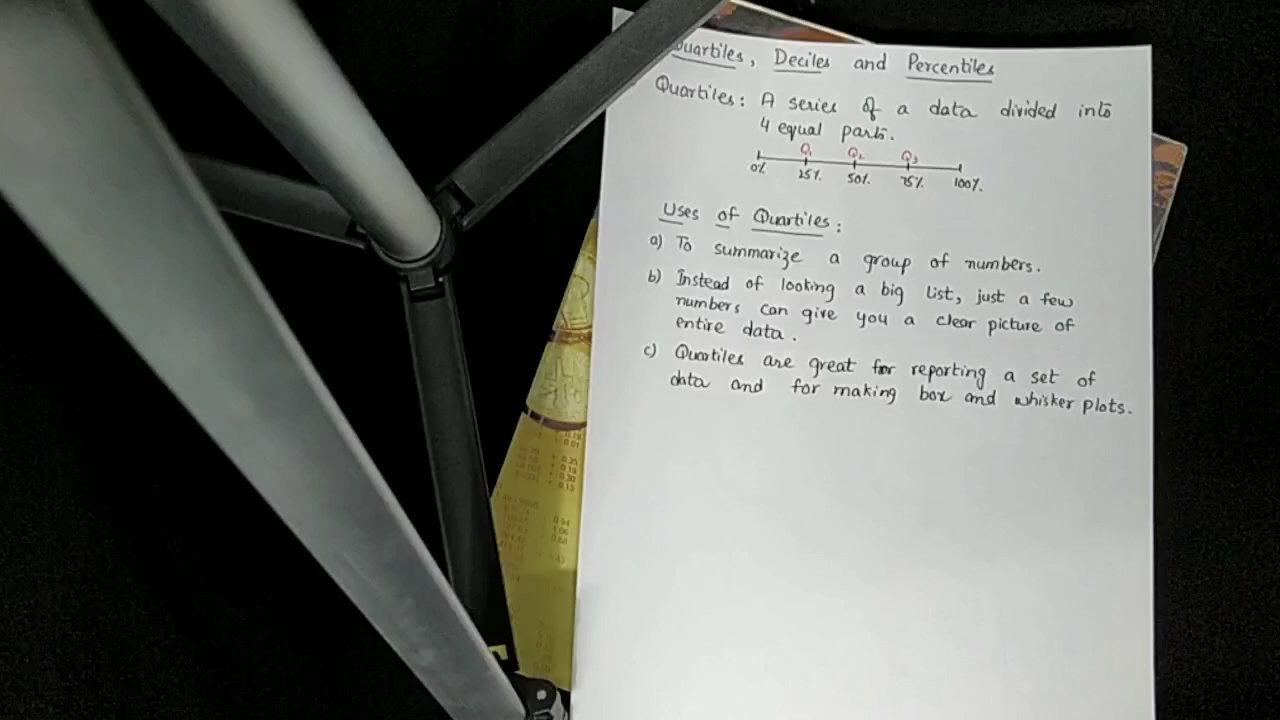 Quartiles, Deciles and Percentiles
Quartiles: A series of a data divided into
4 equal parts.
Q1 Q2 Q3
0% 25% 50% 75% 100%
Uses of Quartiles:
a) To summarize a group of numbers.
b) Instead of looking a big list, just a few
numbers can give you a clear picture of
entire data.
c) Quartiles are great for reporting a set of
data and for making box and whisker plots.